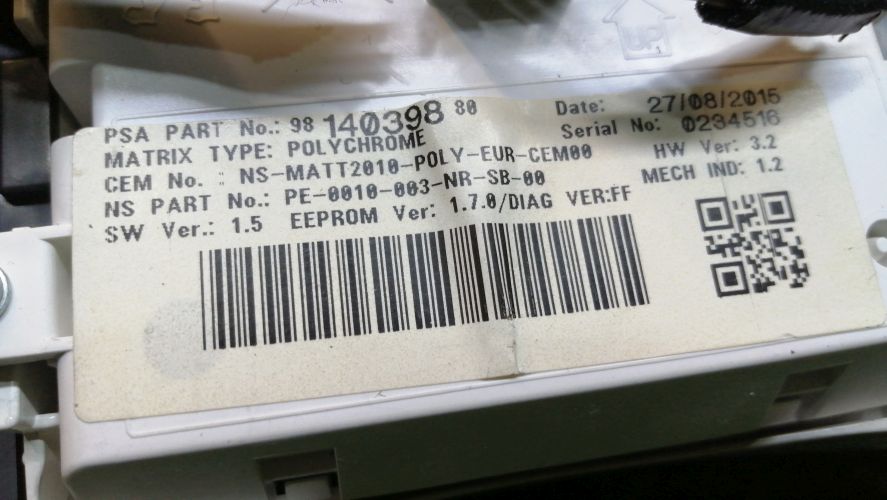 UP
1
PSA PART No.: 98 140398 80 Date: 27/08/2015
MATRIX TYPE: POLYCHROME Serial No: 0234516
CEM No. : NS-MATT2010-POLY-EUR-CEM00 HW Ver: 3.2
NS PART No.: PE-0010-003-NR-SB-00 MECH IND: 1.2
SW Ver.: 1.5 EEPROM Ver: 1.7.0/DIAG VER:FF